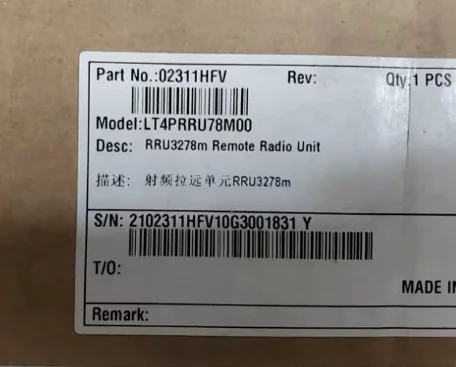 Part No.:02311HFV Rev: Qty:1 PCS
Model:LT4PRRU78M00
Desc: RRU3278m Remote Radio Unit
描述: 射频拉远单元RRU3278m
S/N: 2102311HFV10G3001831 Y
T/O:
MADE IN
Remark: